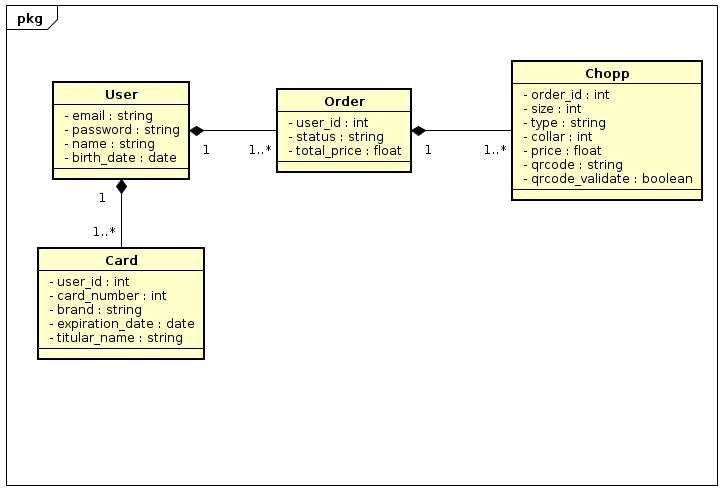 pkg
User
- email : string
- password : string
- name : string
- birth_date : date
1
1..*
Order
- user_id : int
- status : string
- total_price : float
1
1..*
Chopp
- order_id : int
- size : int
- type : string
- collar : int
- price : float
- qrcode : string
- qrcode_validate : boolean
1
1..*
Card
- user_id : int
- card_number : int
- brand : string
- expiration_date : date
- titular_name : string